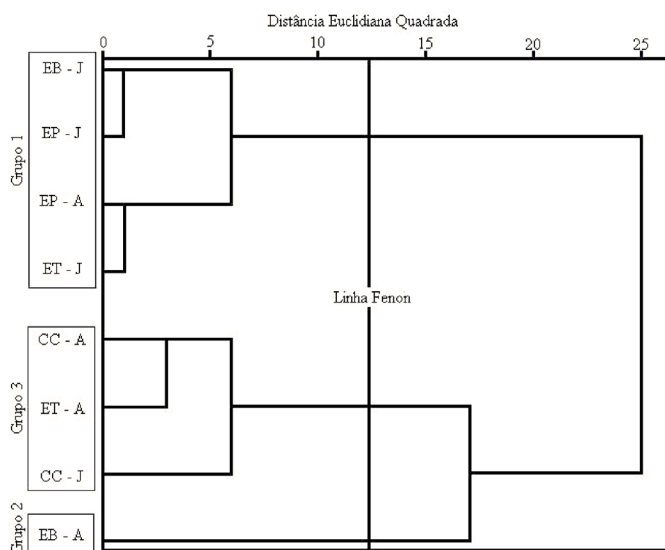 Distância Euclidiana Quadrada
0 5 10 15 20 25
Grupo 1
EB - J
EP - J
EP - A
ET - J
Linha Fenon
Grupo 3
CC - A
ET - A
CC - J
Grupo 2
EB - A